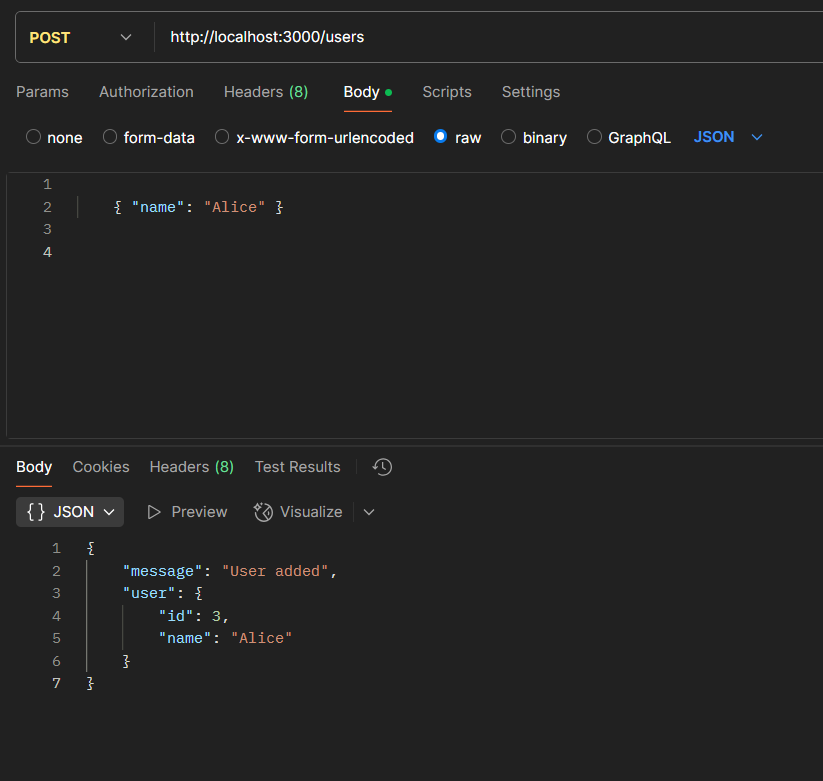 POST http://localhost:3000/users
Params Authorization Headers (8) Body Scripts Settings
none form-data x-www-form-urlencoded raw binary GraphQL JSON
1
2 { "name": "Alice" }
3
4
Body Cookies Headers (8) Test Results
{} JSON Preview Visualize
1 {
2 "message": "User added",
3 "user": {
4 "id": 3,
5 "name": "Alice"
6 }
7 }